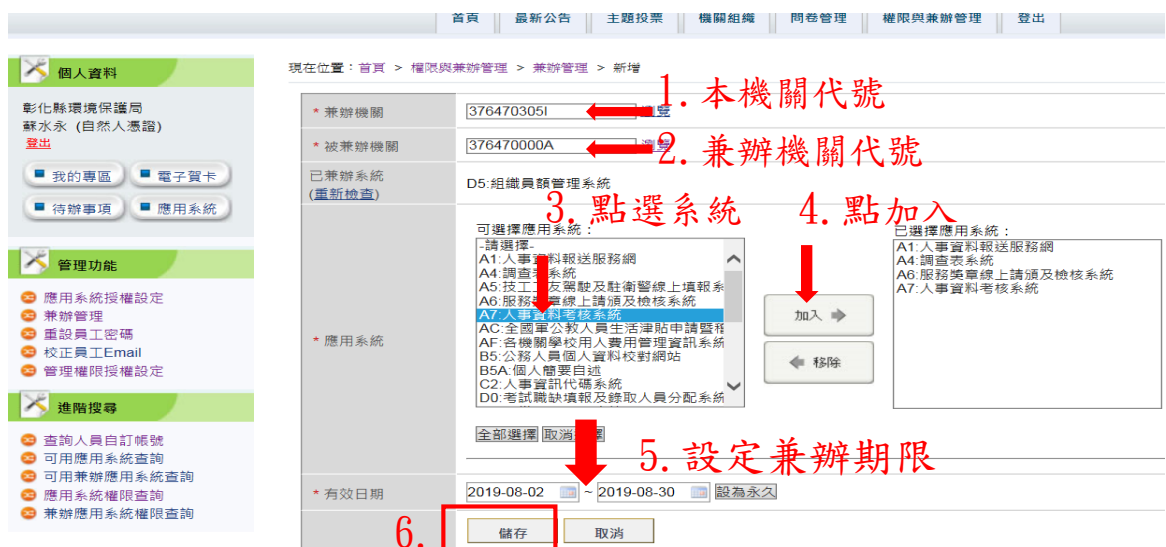 首頁 最新公告 主題投票 機關組織 問卷管理 權限與兼辦管理 登出
個人資料
彰化縣環境保護局
蘇水永 (自然人憑證)
登出
我的專區 電子賀卡
待辦事項 應用系統
管理功能
應用系統授權設定
兼辦管理
重設員工密碼
校正員工Email
管理權限授權設定
進階搜尋
查詢人員自訂帳號
可用應用系統查詢
可用兼辦應用系統查詢
應用系統權限查詢
兼辦應用系統權限查詢
現在位置：首頁 > 權限與兼辦管理 > 兼辦管理 > 新增
1. 本機關代號
* 兼辦機關 376470305I 瀏覽
2. 兼辦機關代號
* 被兼辦機關 376470000A
已兼辦系統
(重新檢查)
D5:組織員額管理系統
3. 點選系統 4. 點加入
* 應用系統
可選擇應用系統：
-請選擇-
A1:人事資料報送服務網
A4:調查表系統
A5:技工工友駕駛及駐衛警線上填報系
A6:服務獎章線上請頒及檢核系統
A7:人事資料考核系統
AC:全國軍公教人員生活津貼申請暨稽
AF:各機關學校用人費用管理資訊系統
B5:公務人員個人資料校對網站
B5A:個人簡要自述
C2:人事資訊代碼系統
D0:考試職缺填報及錄取人員分配系統
加入
移除
已選擇應用系統：
A1:人事資料報送服務網
A4:調查表系統
A6:服務獎章線上請頒及檢核系統
A7:人事資料考核系統
全部選擇 取消
5. 設定兼辦期限
* 有效日期 2019-08-02 ~ 2019-08-30 設為永久
6.
儲存 取消